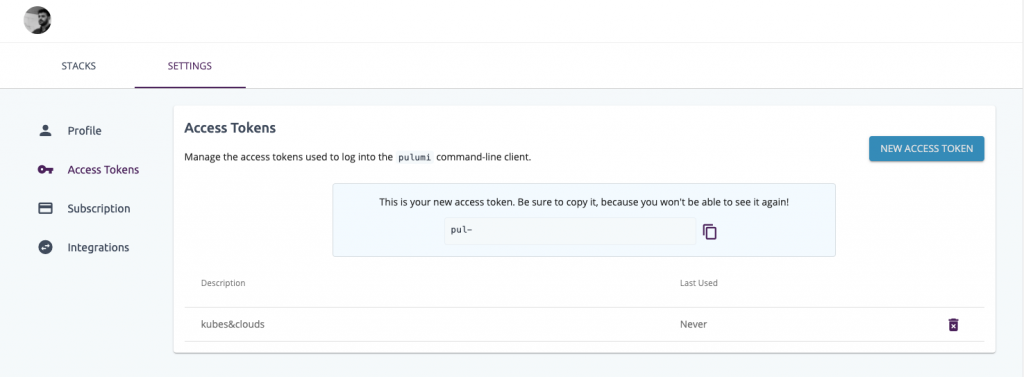 STACKS
SETTINGS
Profile
Access Tokens
Subscription
Integrations
Access Tokens
Manage the access tokens used to log into the pulumi command-line client.
NEW ACCESS TOKEN
This is your new access token. Be sure to copy it, because you won't be able to see it again!
pul-
Description
Last Used
kubes&clouds
Never